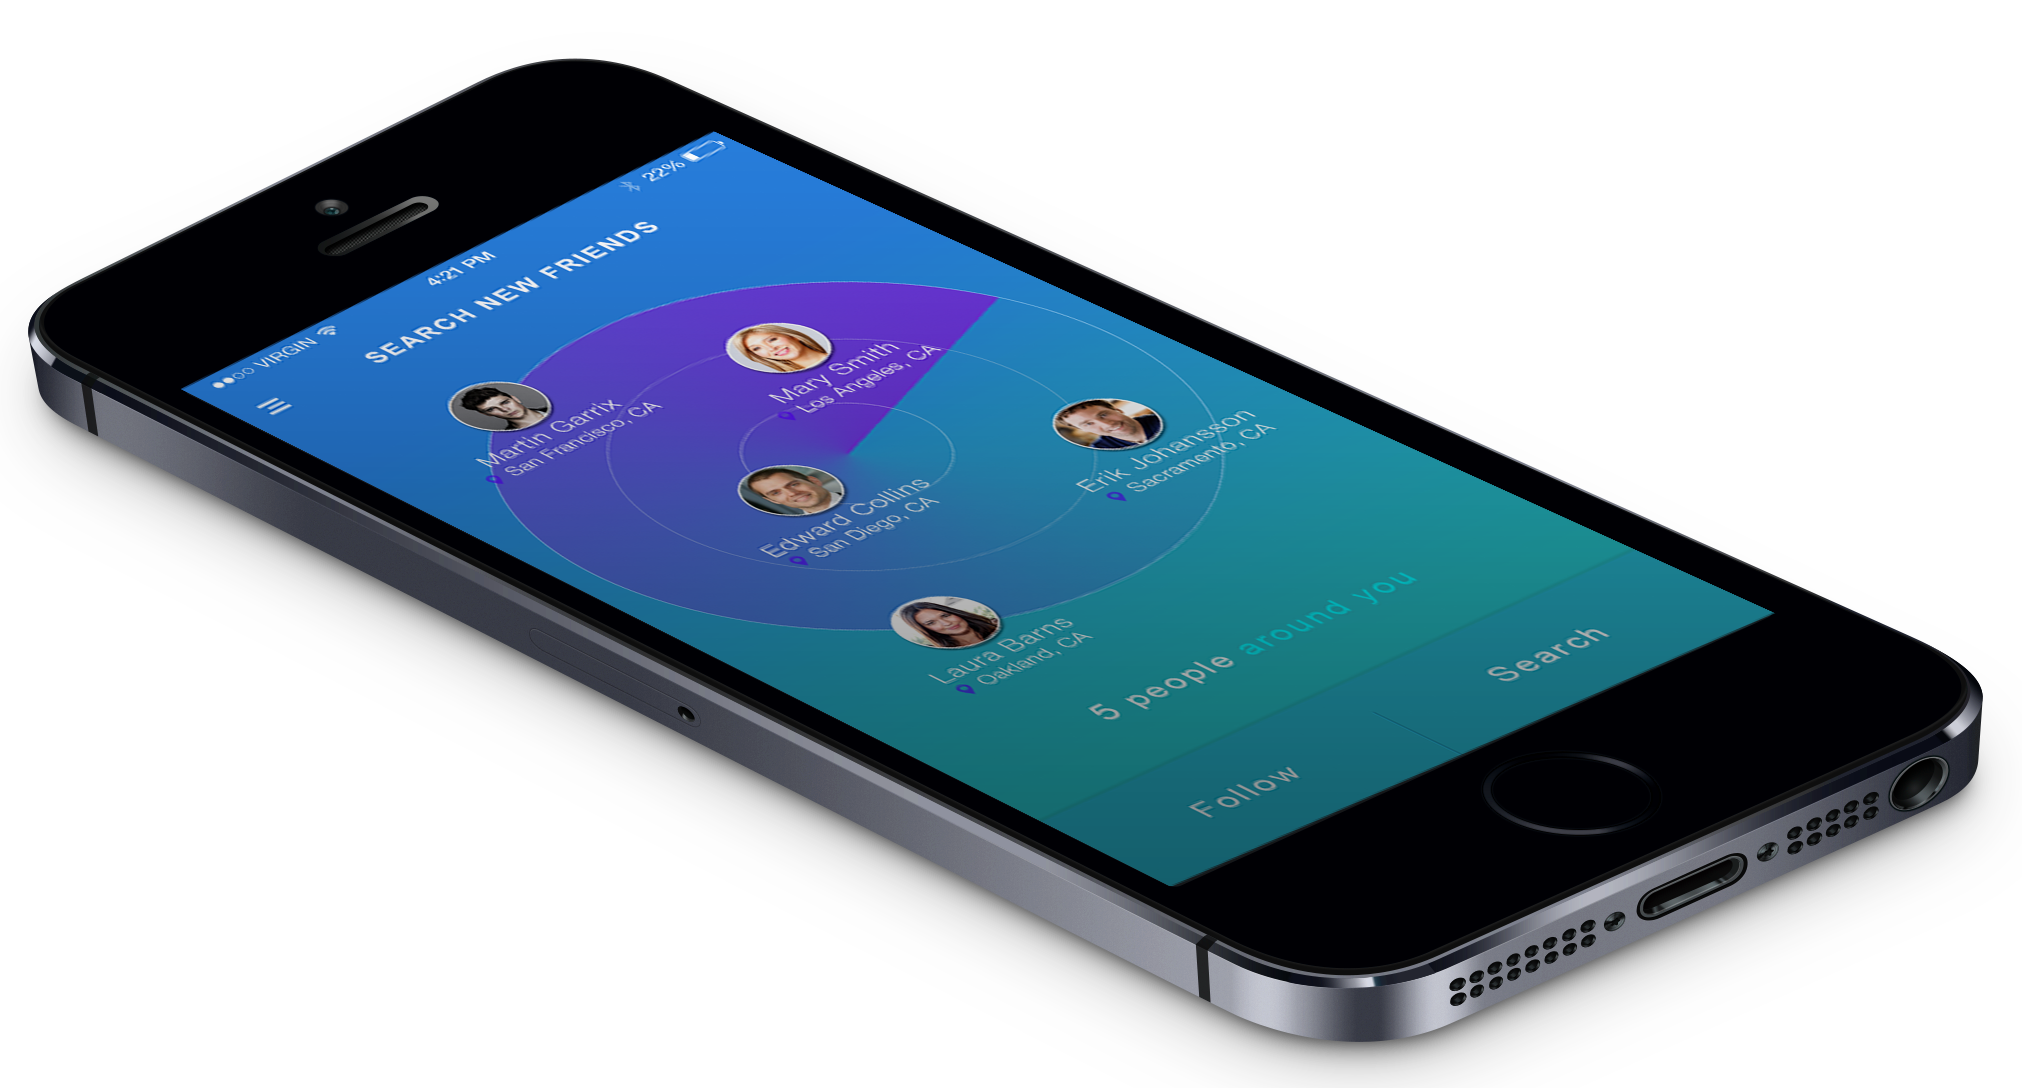 VIRGIN
4:21 PM
22%
SEARCH NEW FRIENDS
Martin Garrix
San Francisco, CA
Mary Smith
Los Angeles, CA
Edward Collins
San Diego, CA
Erik Johansson
Sacramento, CA
Laura Barns
Oakland, CA
5 people around you
Follow
Search